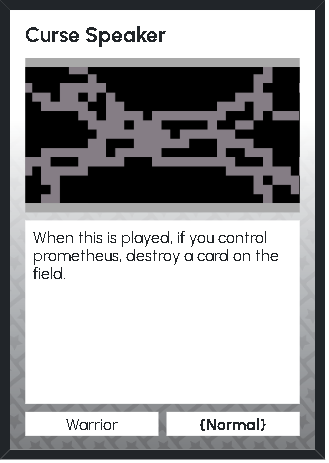 Curse Speaker
When this is played, if you control
prometheus, destroy a card on the
field.
Warrior
{Normal}